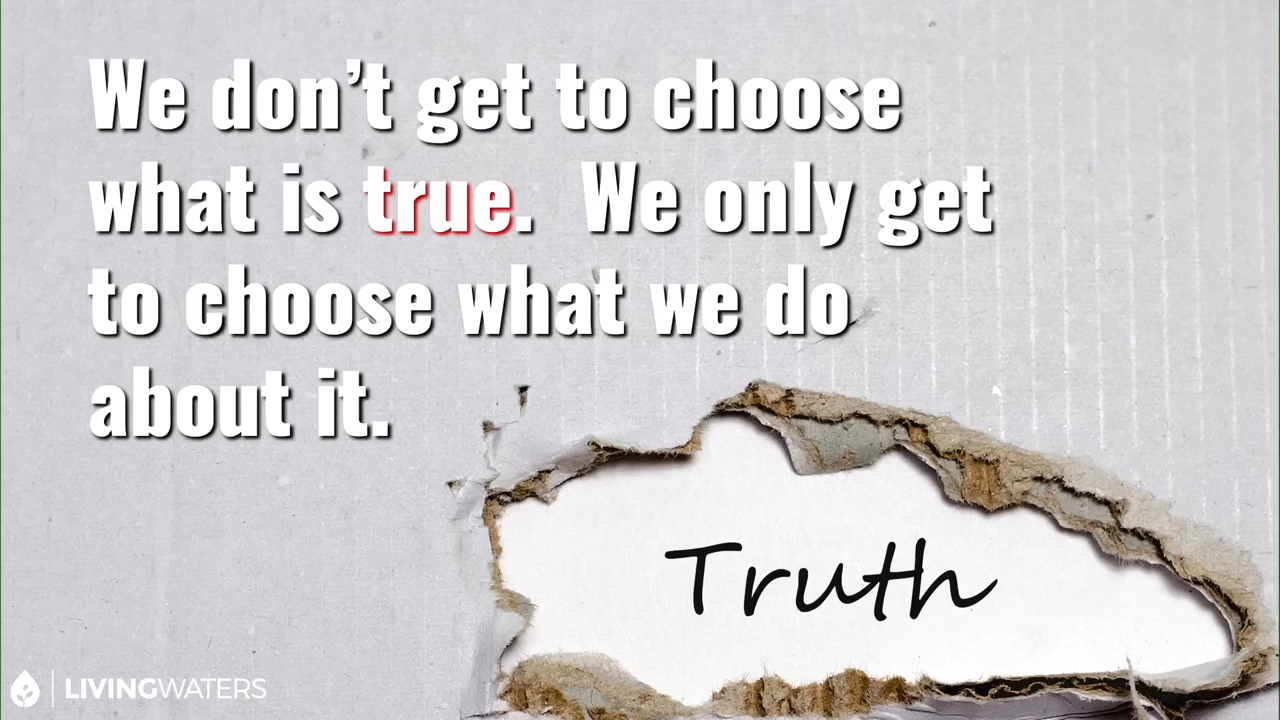 We don’t get to choose
what is true.  We only get
to choose what we do
about it.
Truth
LIVINGWATERS